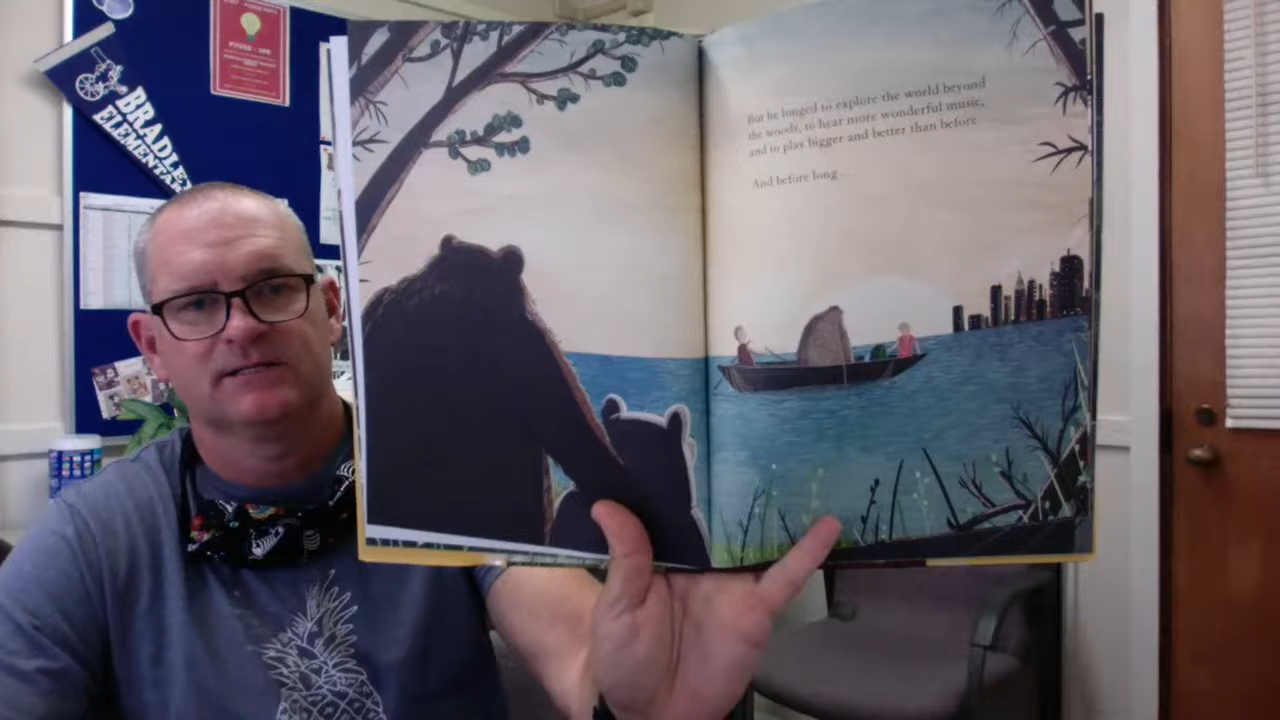 BRADLEY
ELEMENTARY
But he longed to explore the world beyond
the woods, to hear more wonderful music,
and to play bigger and better than before.
And before long...